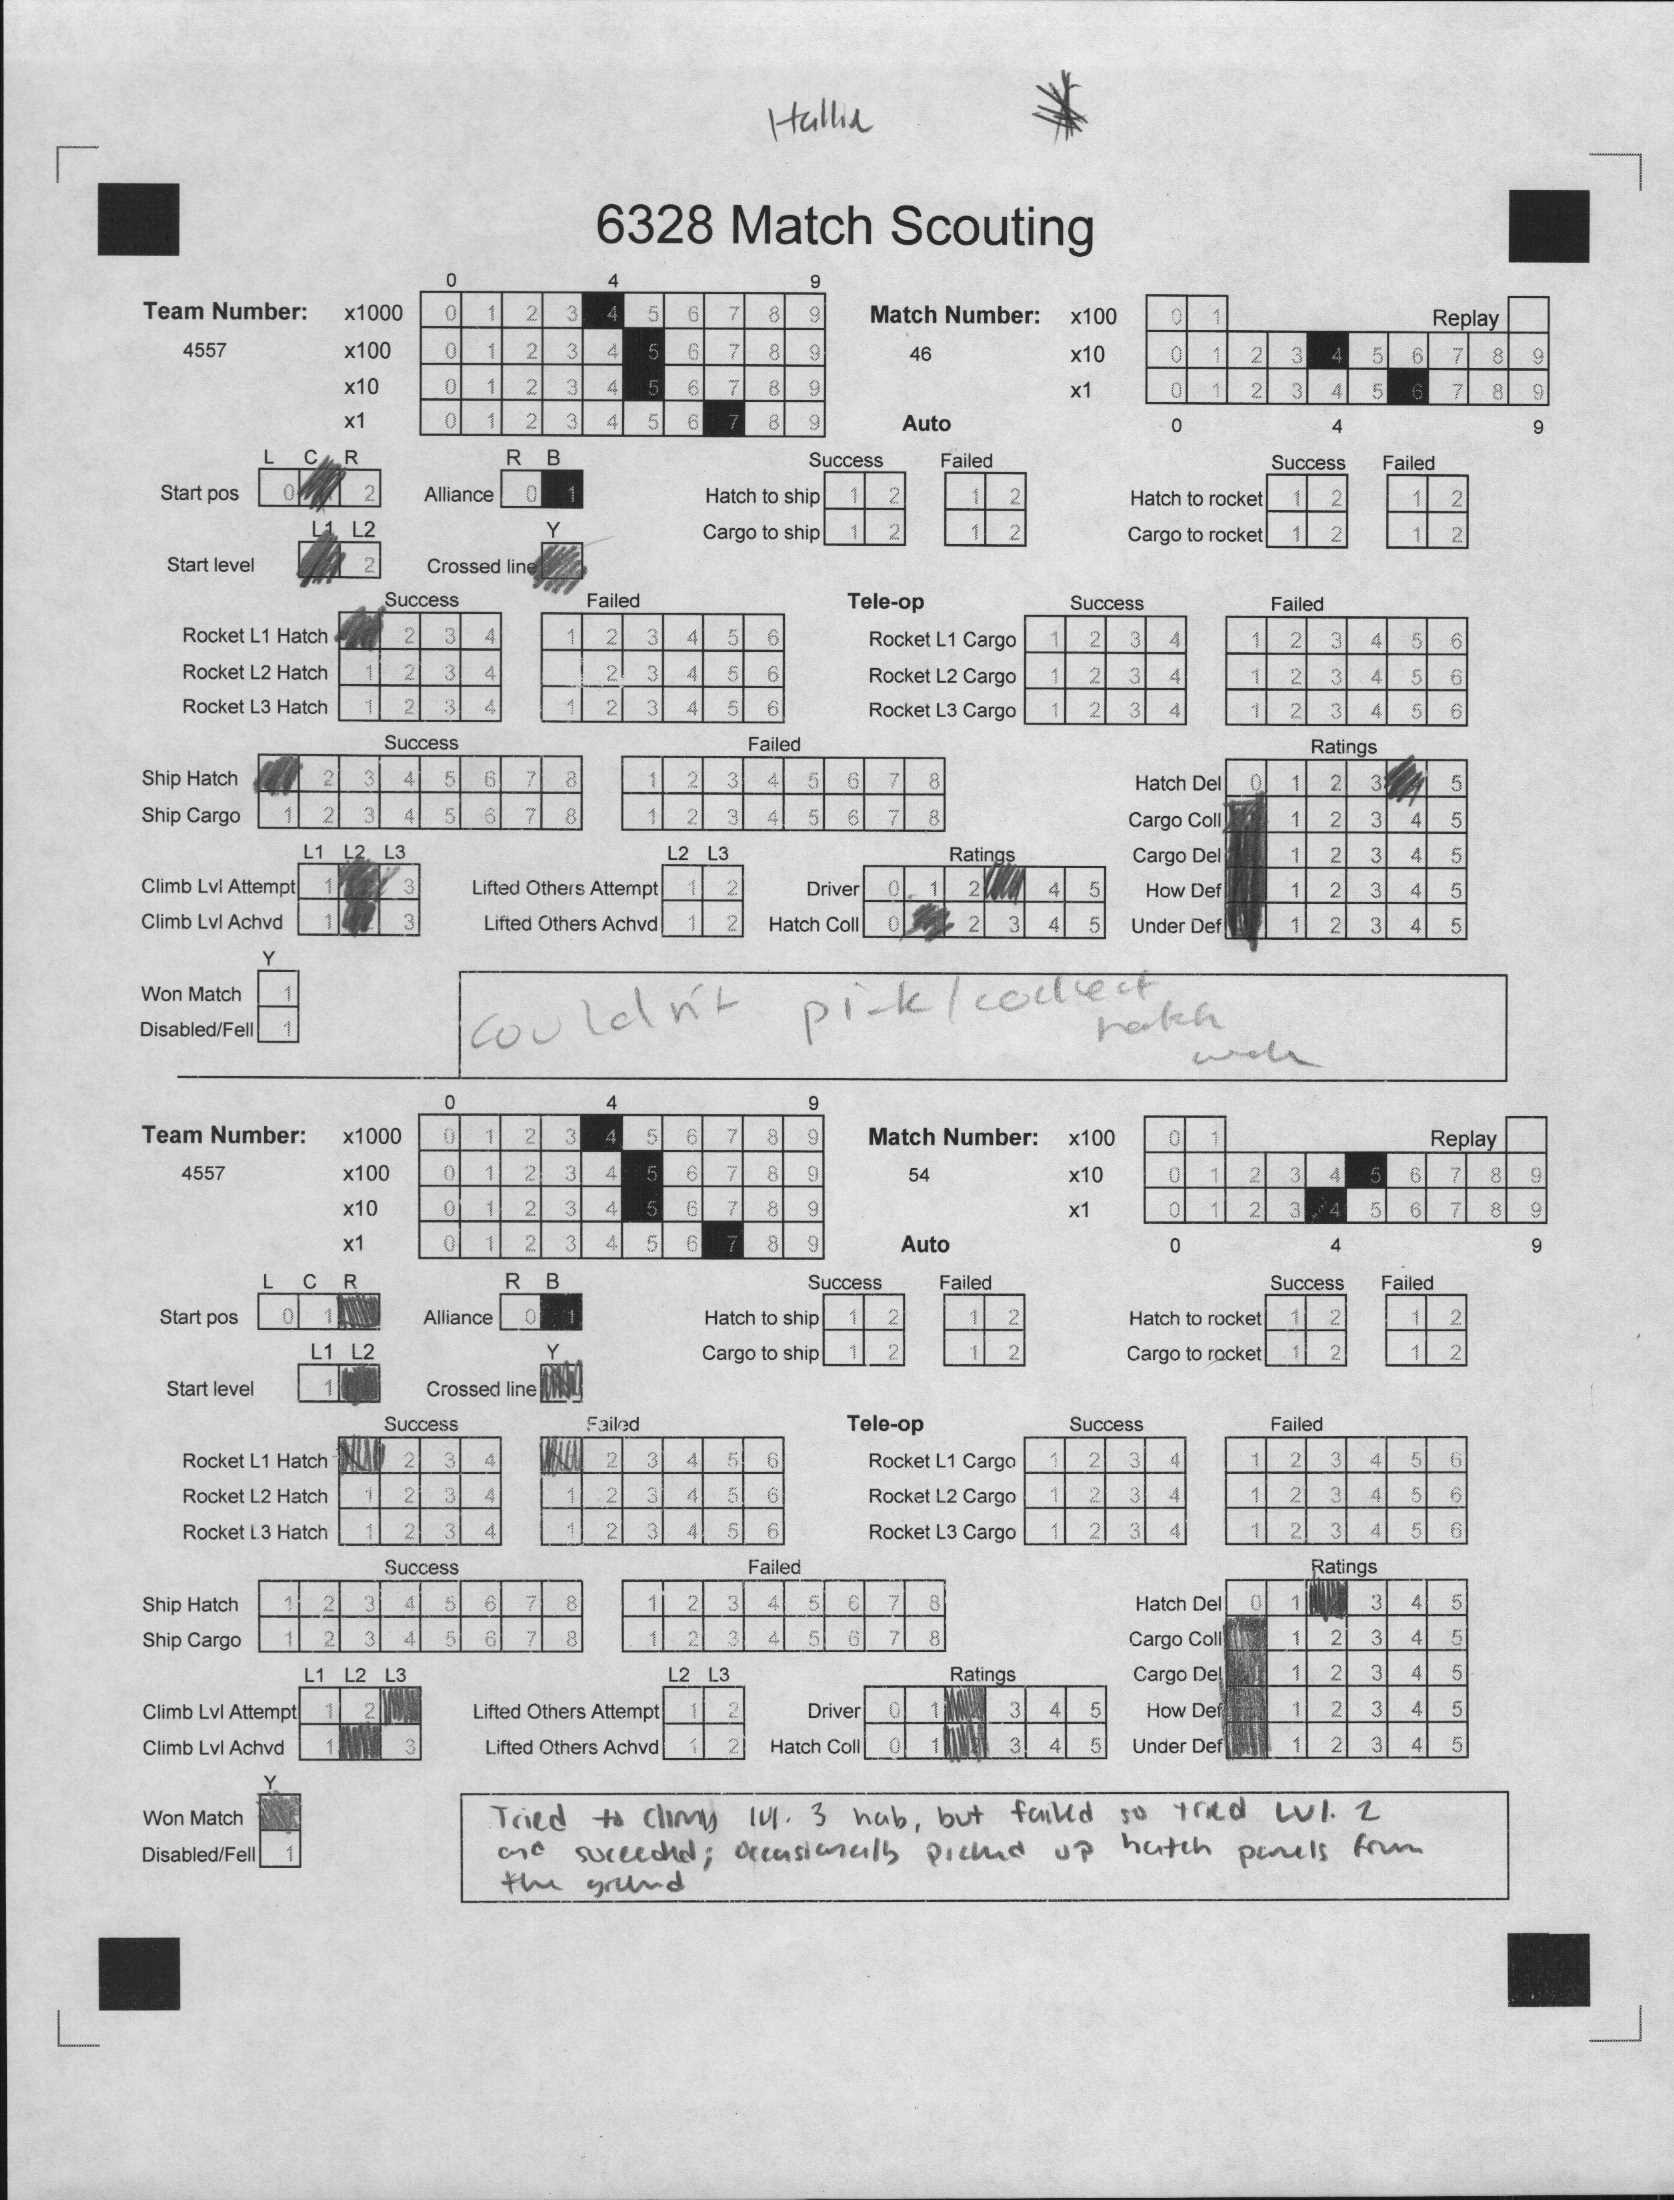 Hallie
6328 Match Scouting
0 4 9
Team Number: x1000 0 1 2 3 4 5 6 7 8 9 Match Number: x100 0 1 Replay
4557 x100 0 1 2 3 4 5 6 7 8 9 46 x10 0 1 2 3 4 5 6 7 8 9
x10 0 1 2 3 4 5 6 7 8 9 x1 0 1 2 3 4 5 6 7 8 9
x1 0 1 2 3 4 5 6 7 8 9 Auto 0 4 9
L C R R B Success Failed Success Failed
Start pos 0 2 Alliance 0 1 Hatch to ship 1 2 1 2 Hatch to rocket 1 2 1 2
L1 L2 Y Cargo to ship 1 2 1 2 Cargo to rocket 1 2 1 2
Start level 2 Crossed line
Success Failed Tele-op Success Failed
Rocket L1 Hatch 2 3 4 1 2 3 4 5 6 Rocket L1 Cargo 1 2 3 4 1 2 3 4 5 6
Rocket L2 Hatch 1 2 3 4 2 3 4 5 6 Rocket L2 Cargo 1 2 3 4 1 2 3 4 5 6
Rocket L3 Hatch 1 2 3 4 1 2 3 4 5 6 Rocket L3 Cargo 1 2 3 4 1 2 3 4 5 6
Success Failed Ratings
Ship Hatch 2 3 4 5 6 7 8 1 2 3 4 5 6 7 8 Hatch Del 0 1 2 3 5
Ship Cargo 1 2 3 4 5 6 7 8 1 2 3 4 5 6 7 8 Cargo Coll 1 2 3 4 5
L1 L2 L3 L2 L3 Ratings Cargo Del 1 2 3 4 5
Climb Lvl Attempt 1 3 Lifted Others Attempt 1 2 Driver 0 1 2 4 5 How Def 1 2 3 4 5
Climb Lvl Achvd 1 3 Lifted Others Achvd 1 2 Hatch Coll 0 2 3 4 5 Under Def 1 2 3 4 5
Y
Won Match 1
Disabled/Fell 1
couldn't pick/collect
hatch
0 4 9
Team Number: x1000 0 1 2 3 4 5 6 7 8 9 Match Number: x100 0 1 Replay
4557 x100 0 1 2 3 4 5 6 7 8 9 54 x10 0 1 2 3 4 5 6 7 8 9
x10 0 1 2 3 4 5 6 7 8 9 x1 0 1 2 3 4 5 6 7 8 9
x1 0 1 2 3 4 5 6 7 8 9 Auto 0 4 9
L C R R B Success Failed Success Failed
Start pos 0 1 Alliance 0 1 Hatch to ship 1 2 1 2 Hatch to rocket 1 2 1 2
L1 L2 Y Cargo to ship 1 2 1 2 Cargo to rocket 1 2 1 2
Start level 1 Crossed line
Success Failed Tele-op Success Failed
Rocket L1 Hatch 2 3 4 2 3 4 5 6 Rocket L1 Cargo 1 2 3 4 1 2 3 4 5 6
Rocket L2 Hatch 1 2 3 4 1 2 3 4 5 6 Rocket L2 Cargo 1 2 3 4 1 2 3 4 5 6
Rocket L3 Hatch 1 2 3 4 1 2 3 4 5 6 Rocket L3 Cargo 1 2 3 4 1 2 3 4 5 6
Success Failed Ratings
Ship Hatch 1 2 3 4 5 6 7 8 1 2 3 4 5 6 7 8 Hatch Del 0 1 3 4 5
Ship Cargo 1 2 3 4 5 6 7 8 1 2 3 4 5 6 7 8 Cargo Coll 1 2 3 4 5
L1 L2 L3 L2 L3 Ratings Cargo Del 1 2 3 4 5
Climb Lvl Attempt 1 2 Lifted Others Attempt 1 2 Driver 0 1 3 4 5 How Def 1 2 3 4 5
Climb Lvl Achvd 1 3 Lifted Others Achvd 1 2 Hatch Coll 0 1 3 4 5 Under Def 1 2 3 4 5
Y
Won Match
Disabled/Fell 1
Tried to climb lvl. 3 hab, but failed so tried LVl. 2
and succeeded; occasionally picked up hatch panels from
the ground